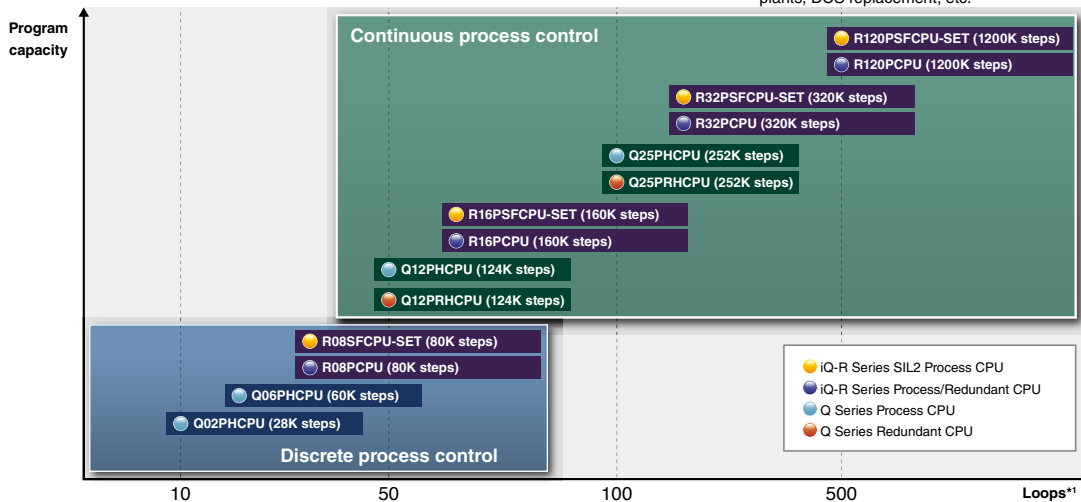 plants, DCS replacement, etc.
Program
capacity
Continuous process control
R120PSFCPU-SET (1200K steps)
R120PCPU (1200K steps)
R32PSFCPU-SET (320K steps)
R32PCPU (320K steps)
Q25PHCPU (252K steps)
Q25PRHCPU (252K steps)
R16PSFCPU-SET (160K steps)
R16PCPU (160K steps)
Q12PHCPU (124K steps)
Q12PRHCPU (124K steps)
R08SFCPU-SET (80K steps)
R08PCPU (80K steps)
Q06PHCPU (60K steps)
Q02PHCPU (28K steps)
Discrete process control
iQ-R Series SIL2 Process CPU
iQ-R Series Process/Redundant CPU
Q Series Process CPU
Q Series Redundant CPU
10 50 100 500 Loops*1